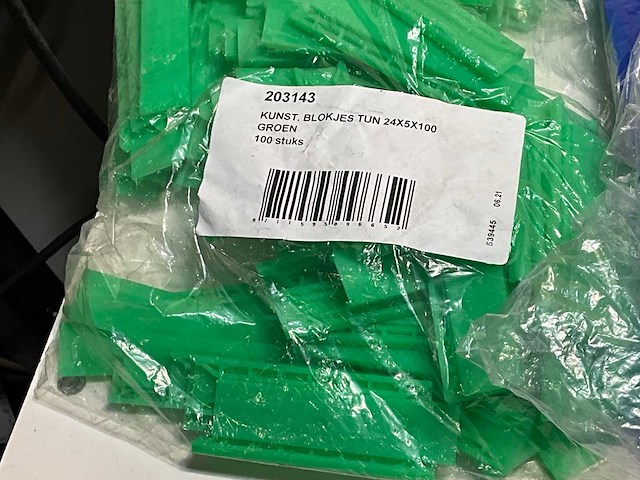 203143
KUNST. BLOKJES TUN 24X5X100
GROEN
100 stuks
539445 06.21